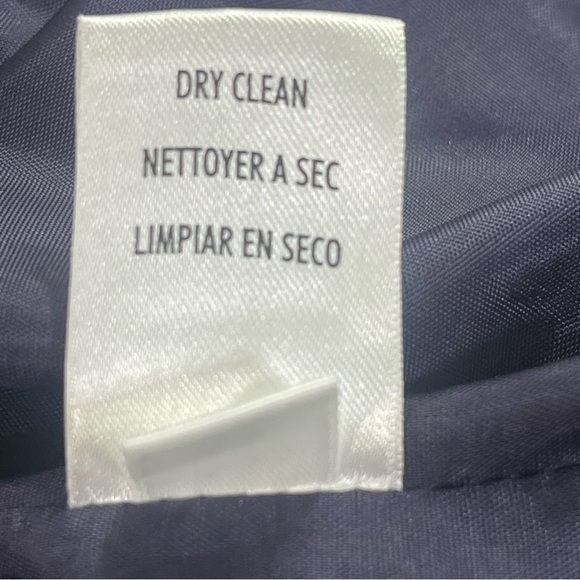 DRY CLEAN
NETTOYER A SEC
LIMPIAR EN SECO